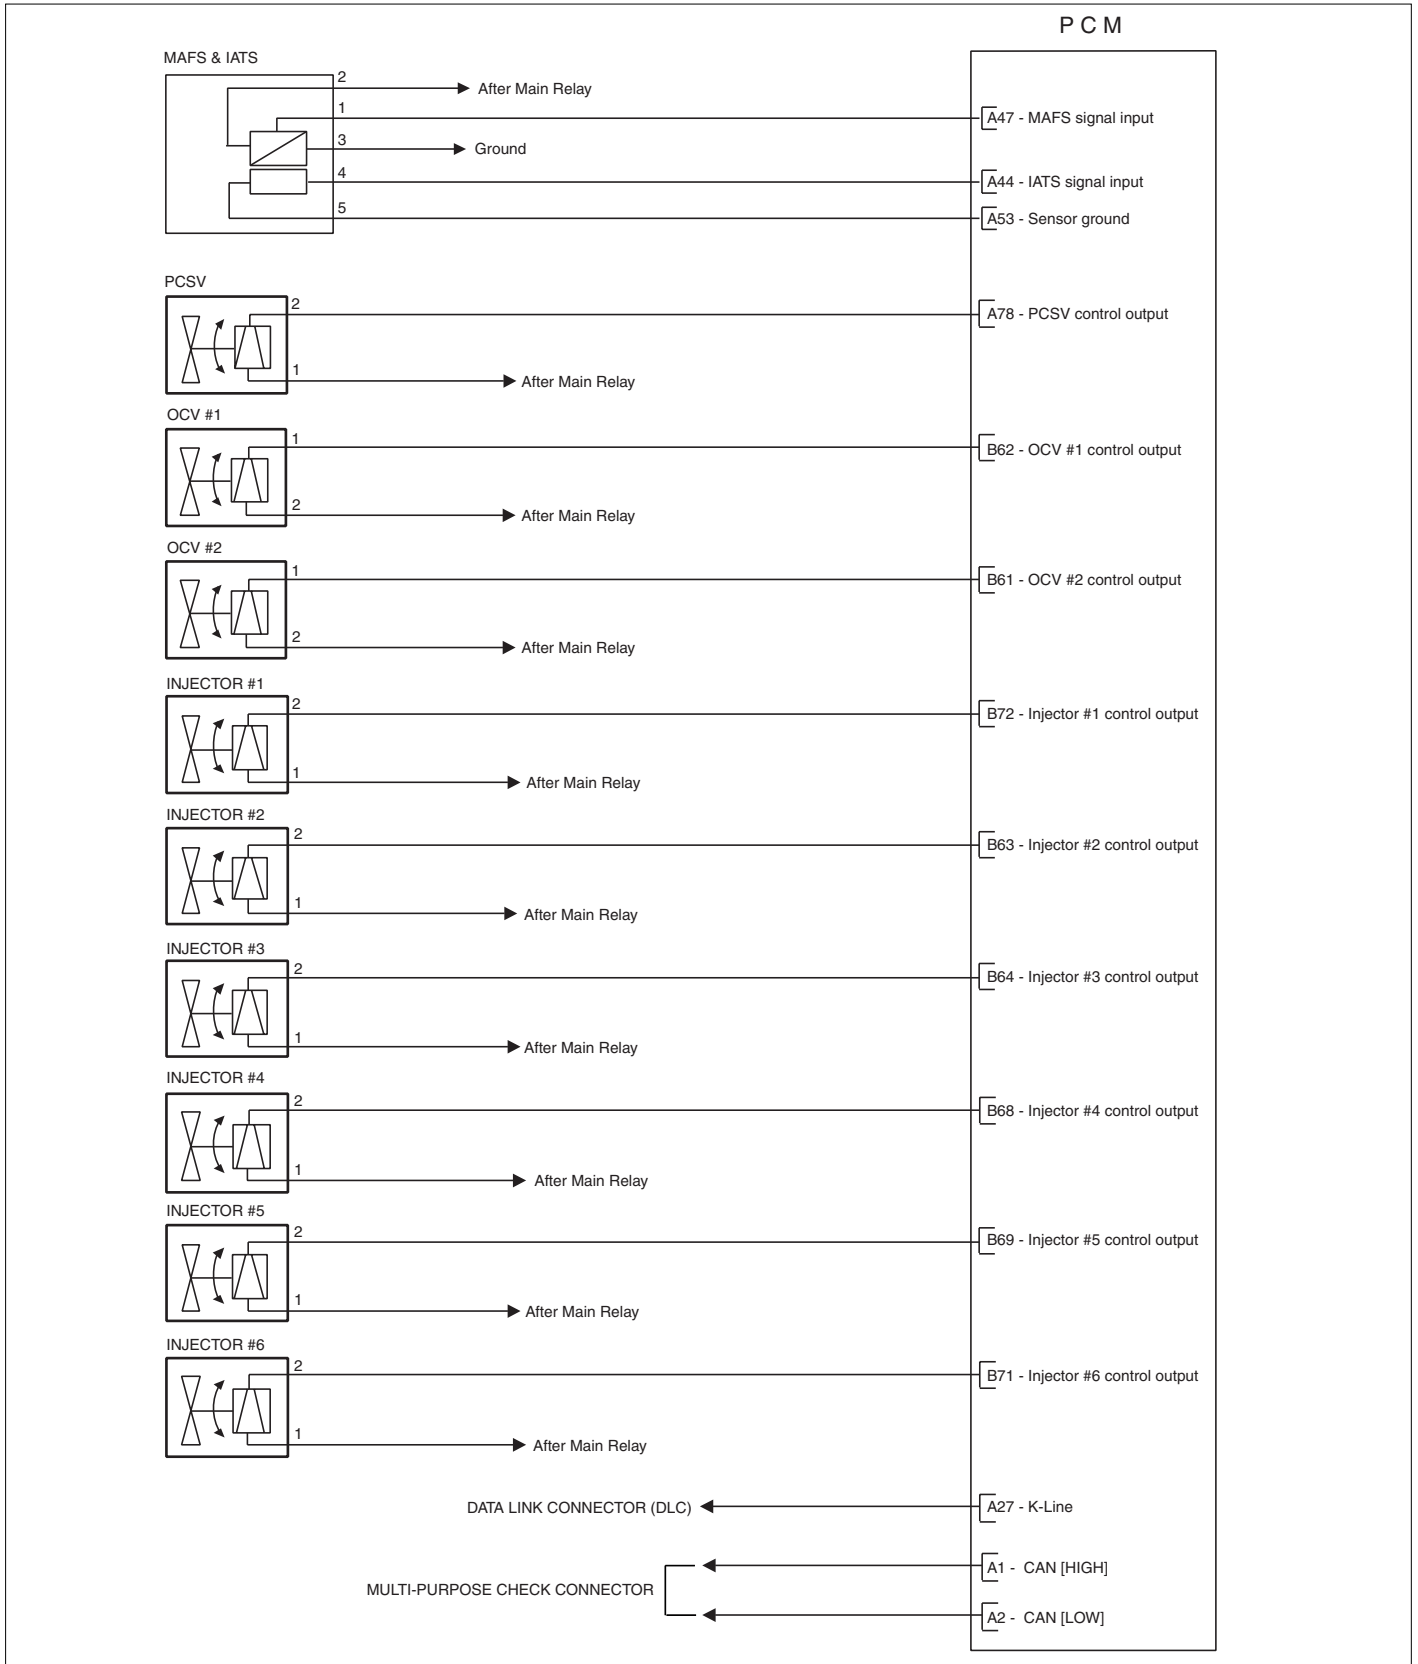 P C M
MAFS & IATS
2
After Main Relay
1
A47 - MAFS signal input
3
Ground
4
A44 - IATS signal input
5
A53 - Sensor ground
PCSV
2
A78 - PCSV control output
1
After Main Relay
OCV #1
1
B62 - OCV #1 control output
2
After Main Relay
OCV #2
1
B61 - OCV #2 control output
2
After Main Relay
INJECTOR #1
2
B72 - Injector #1 control output
1
After Main Relay
INJECTOR #2
2
B63 - Injector #2 control output
1
After Main Relay
INJECTOR #3
2
B64 - Injector #3 control output
1
After Main Relay
INJECTOR #4
2
B68 - Injector #4 control output
1
After Main Relay
INJECTOR #5
2
B69 - Injector #5 control output
1
After Main Relay
INJECTOR #6
2
B71 - Injector #6 control output
1
After Main Relay
DATA LINK CONNECTOR (DLC)
A27 - K-Line
A1 - CAN [HIGH]
MULTI-PURPOSE CHECK CONNECTOR
A2 - CAN [LOW]